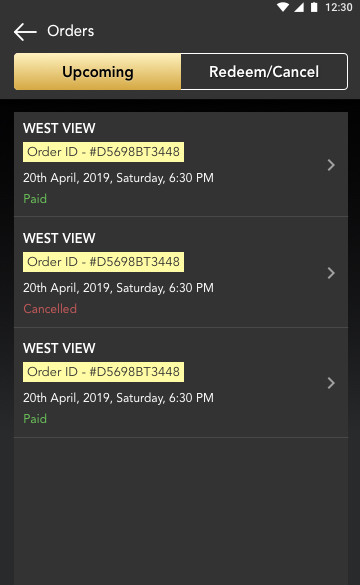 12:30
Orders
Upcoming
Redeem/Cancel
WEST VIEW
Order ID - #D5698BT3448
20th April, 2019, Saturday, 6:30 PM
Paid
WEST VIEW
Order ID - #D5698BT3448
20th April, 2019, Saturday, 6:30 PM
Cancelled
WEST VIEW
Order ID - #D5698BT3448
20th April, 2019, Saturday, 6:30 PM
Paid